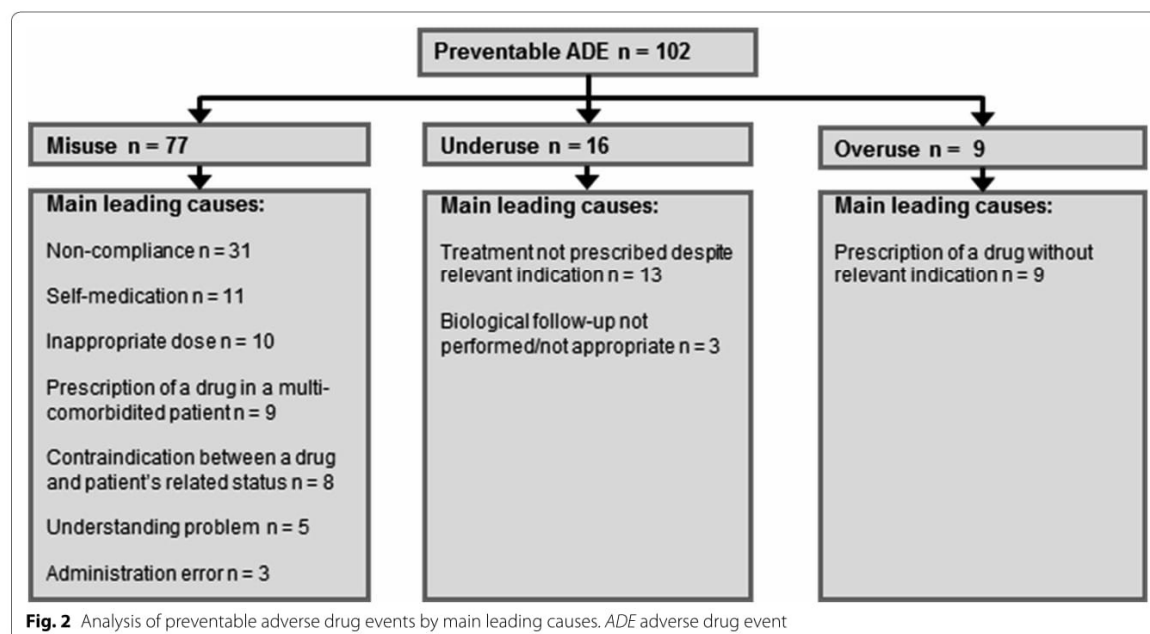 Preventable ADE n = 102
Misuse n = 77
Main leading causes:
Non-compliance n = 31
Self-medication n = 11
Inappropriate dose n = 10
Prescription of a drug in a multi-
comorbidited patient n = 9
Contraindication between a drug
and patient's related status n = 8
Understanding problem n = 5
Administration error n = 3
Underuse n = 16
Main leading causes:
Treatment not prescribed despite
relevant indication n = 13
Biological follow-up not
performed/not appropriate n = 3
Overuse n = 9
Main leading causes:
Prescription of a drug without
relevant indication n = 9
Fig. 2 Analysis of preventable adverse drug events by main leading causes. ADE adverse drug event